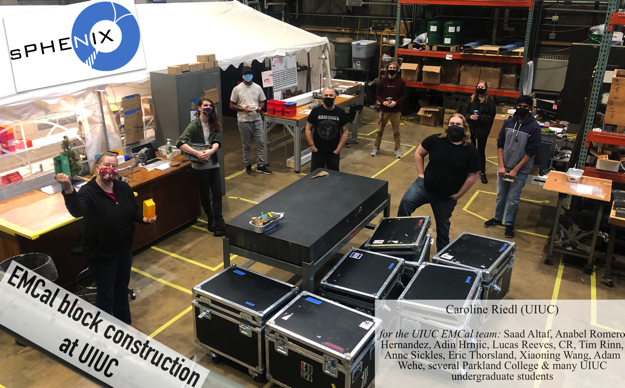 sPHENIX
RAMONES
EMCal block construction
at UIUC
Caroline Riedl (UIUC)
for the UIUC EMCal team: Saad Altaf, Anabel Romero
Hernandez, Adin Hrnjic, Lucas Reeves, CR, Tim Rinn,
Anne Sickles, Eric Thorsland, Xiaoning Wang, Adam
Wehe, several Parkland College & many UIUC
undergraduate students